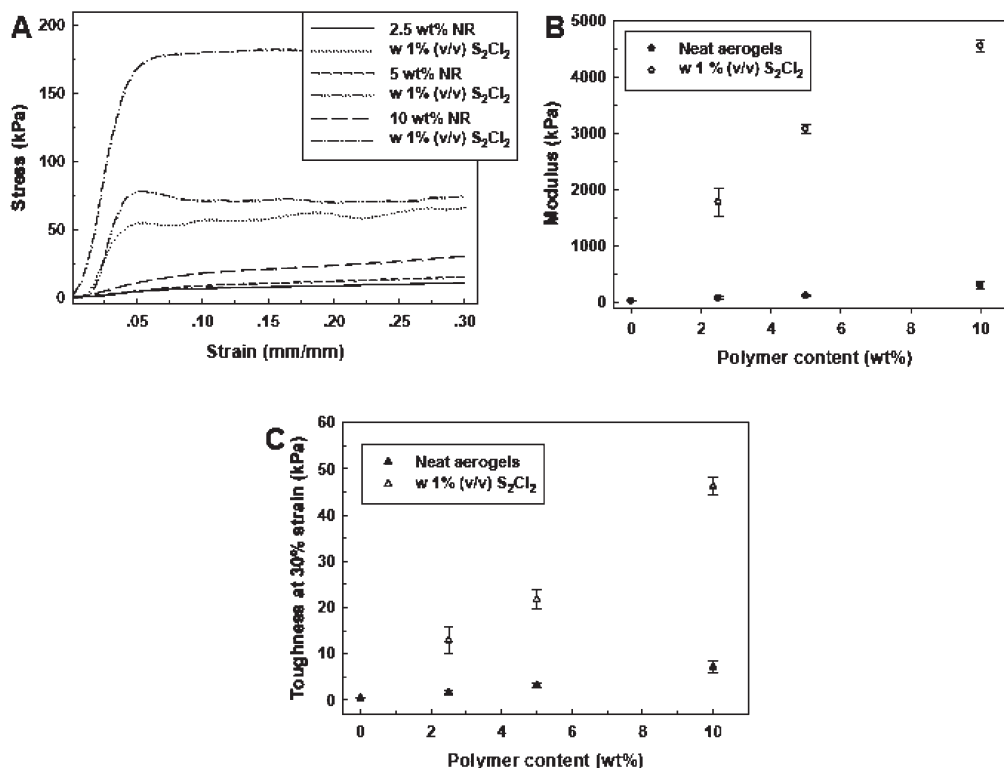 A
200
150
100
50
0
Stress (kPa)
.05 .10 .15 .20 .25 .30
Strain (mm/mm)
2.5 wt% NR
w 1% (v/v) S₂Cl₂
5 wt% NR
w 1% (v/v) S₂Cl₂
10 wt% NR
w 1% (v/v) S₂Cl₂
B
5000
4000
3000
2000
1000
0
Modulus (kPa)
0 2 4 6 8 10
Polymer content (wt%)
Neat aerogels
w 1 % (v/v) S₂Cl₂
C
60
50
40
30
20
10
0
Toughness at 30% strain (kPa)
0 2 4 6 8 10
Polymer content (wt%)
Neat aerogels
w 1% (v/v) S₂Cl₂